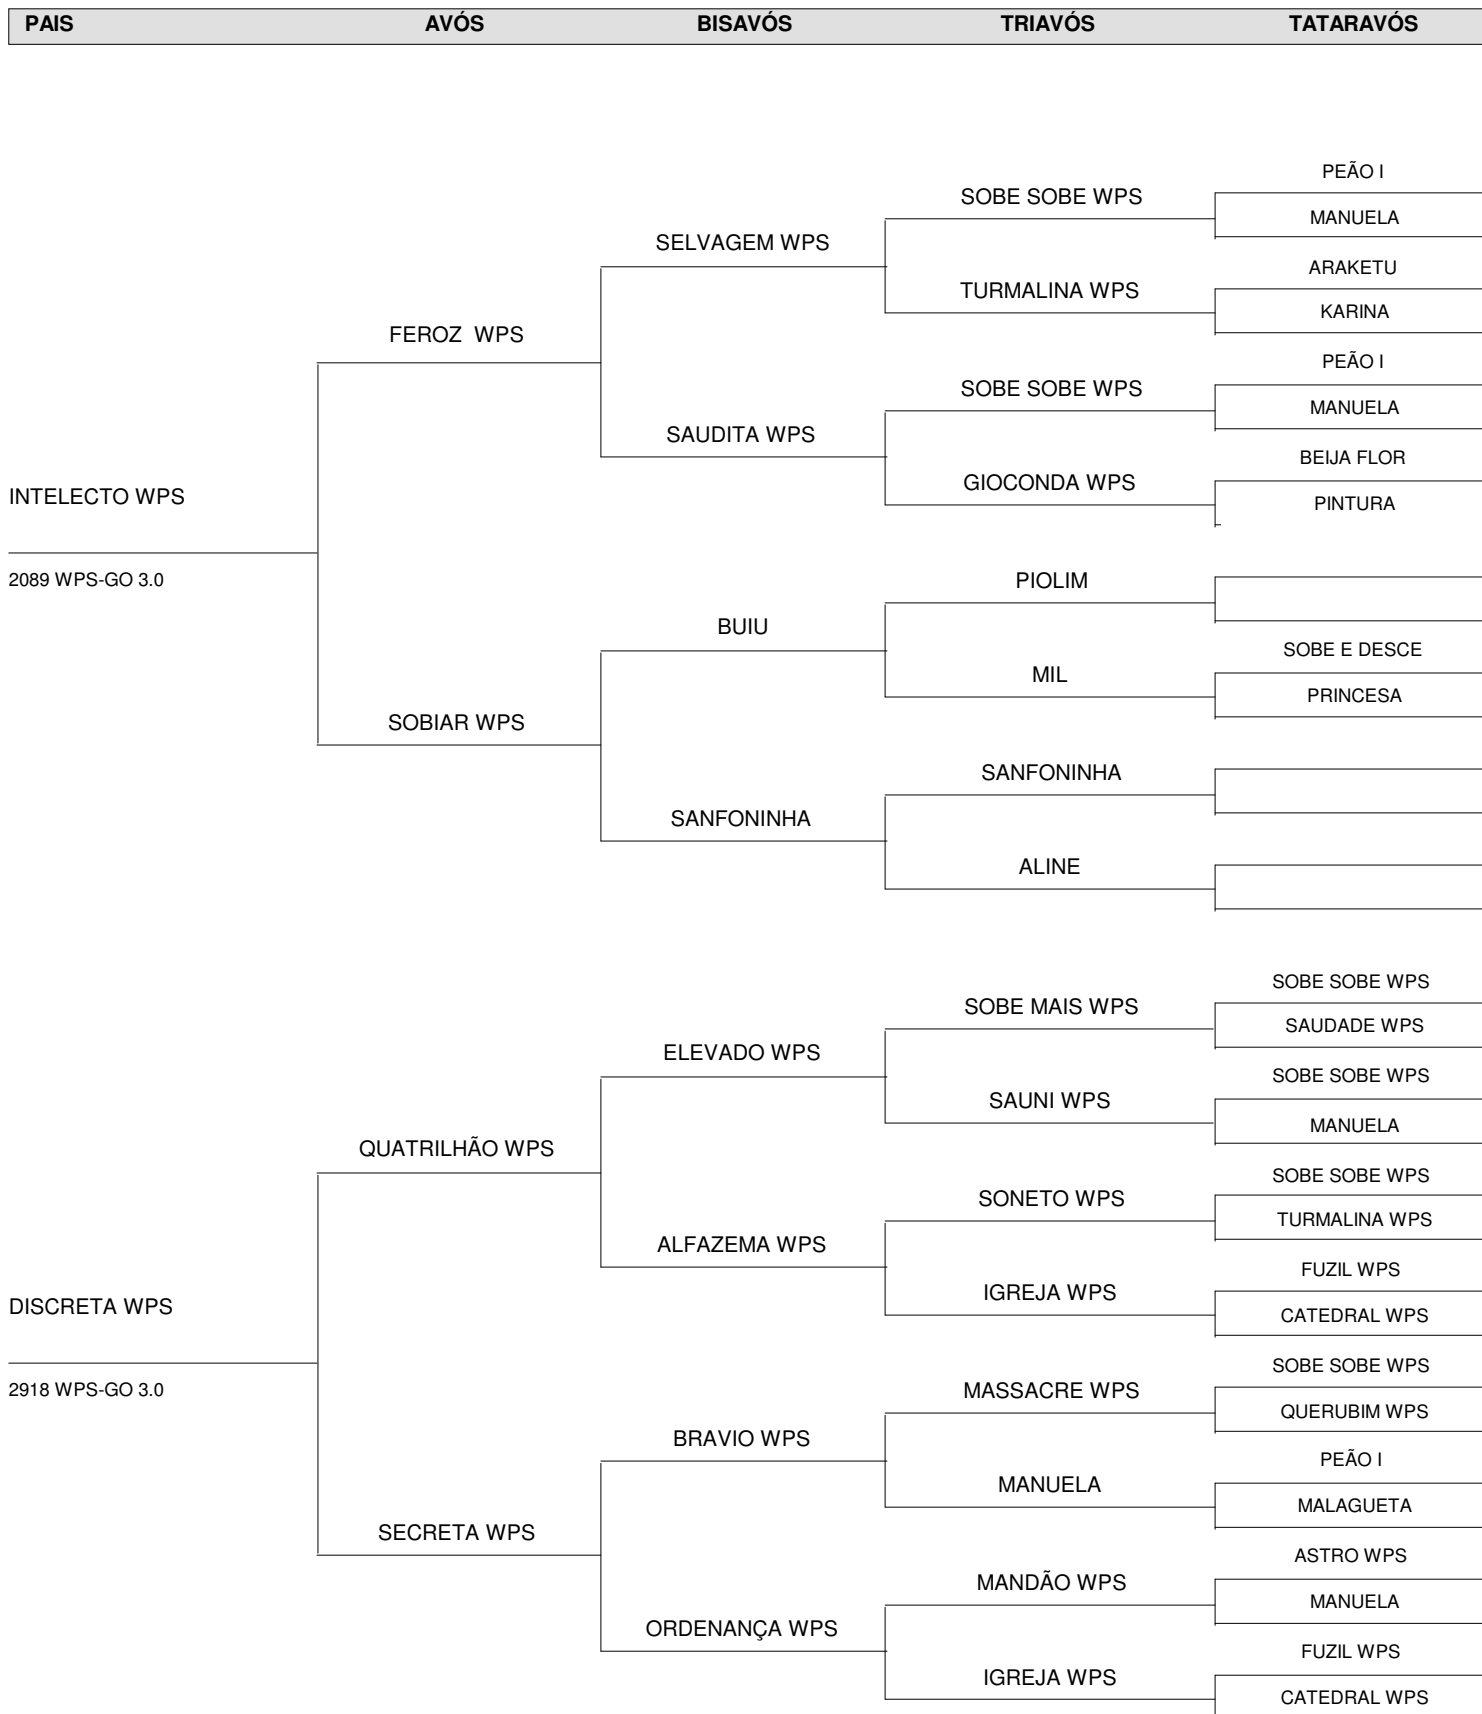 PAIS AVÓS BISAVÓS TRIAVÓS TATARAVÓS
PEÃO I
SOBE SOBE WPS
MANUELA
SELVAGEM WPS
ARAKETU
TURMALINA WPS
KARINA
FEROZ  WPS
PEÃO I
SOBE SOBE WPS
MANUELA
SAUDITA WPS
BEIJA FLOR
GIOCONDA WPS
INTELECTO WPS
PINTURA
2089 WPS-GO 3.0
PIOLIM
BUIU
SOBE E DESCE
MIL
PRINCESA
SOBIAR WPS
SANFONINHA
SANFONINHA
ALINE
SOBE SOBE WPS
SOBE MAIS WPS
SAUDADE WPS
ELEVADO WPS
SOBE SOBE WPS
SAUNI WPS
MANUELA
QUATRILHÃO WPS
SOBE SOBE WPS
SONETO WPS
TURMALINA WPS
ALFAZEMA WPS
FUZIL WPS
IGREJA WPS
DISCRETA WPS
CATEDRAL WPS
SOBE SOBE WPS
2918 WPS-GO 3.0
MASSACRE WPS
QUERUBIM WPS
BRAVIO WPS
PEÃO I
MANUELA
MALAGUETA
SECRETA WPS
ASTRO WPS
MANDÃO WPS
MANUELA
ORDENANÇA WPS
FUZIL WPS
IGREJA WPS
CATEDRAL WPS